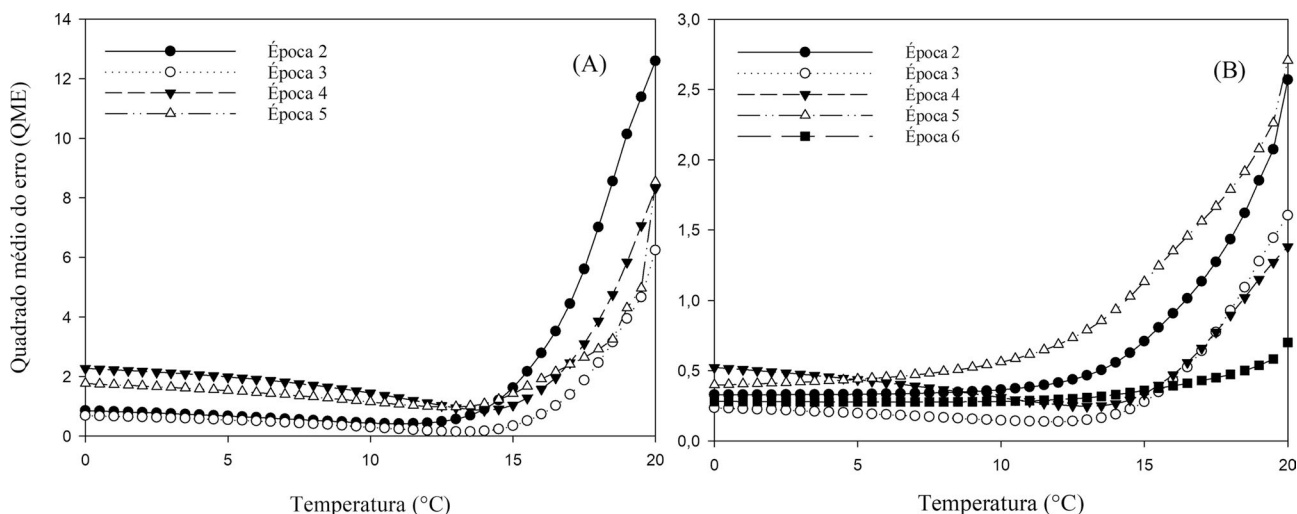 Quadrado médio do erro (QME)
14
12
10
8
6
4
2
0
Época 2
Época 3
Época 4
Época 5
(A)
0 5 10 15 20
Temperatura (°C)
3,0
2,5
2,0
1,5
1,0
0,5
0,0
Época 2
Época 3
Época 4
Época 5
Época 6
(B)
0 5 10 15 20
Temperatura (°C)